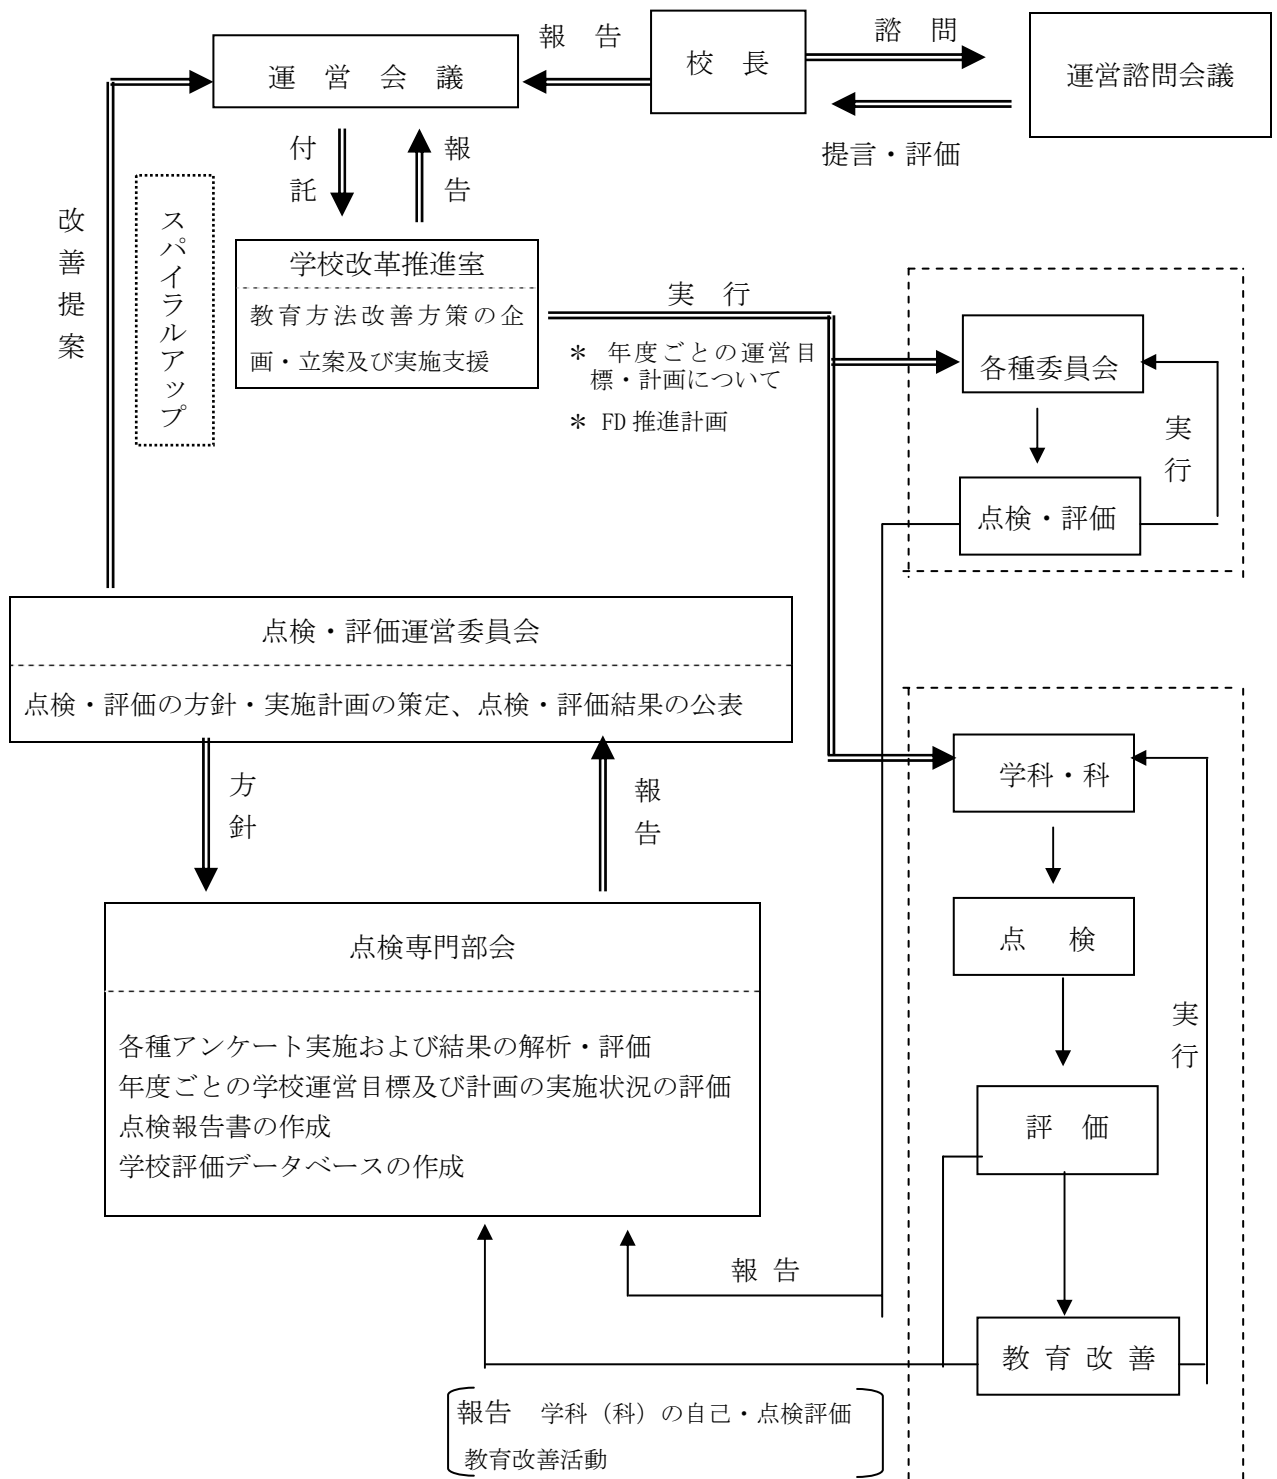 報　告
校　長
諮　問
運営諮問会議
提言・評価
運　営　会　議
付託
報告
改善提案
スパイラルアップ
学校改革推進室
教育方法改善方策の企
画・立案及び実施支援
実　行
＊ 年度ごとの運営目
標・計画について
＊ FD 推進計画
各種委員会
実行
点検・評価
点検・評価運営委員会
点検・評価の方針・実施計画の策定、点検・評価結果の公表
方針
報告
学科・科
点　検
実行
評　価
教 育 改 善
点検専門部会
各種アンケート実施および結果の解析・評価
年度ごとの学校運営目標及び計画の実施状況の評価
点検報告書の作成
学校評価データベースの作成
報 告
報告　学科（科）の自己・点検評価
教育改善活動